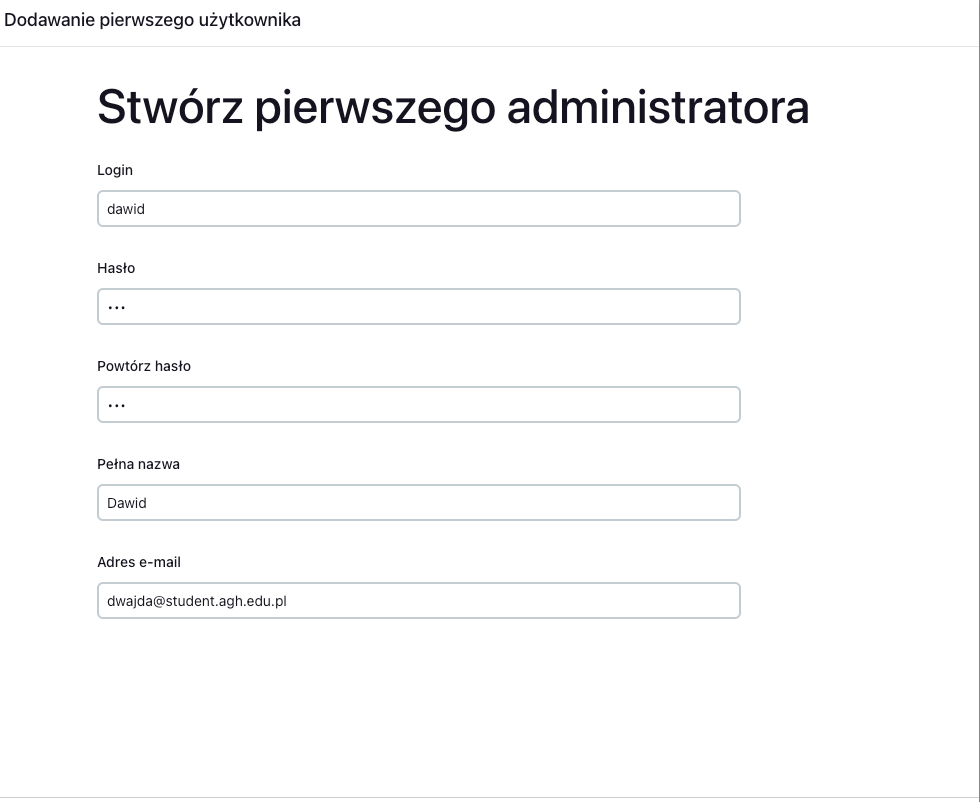 Dodawanie pierwszego użytkownika
Stwórz pierwszego administratora
Login
dawid
Hasło
•••
Powtórz hasło
•••
Pełna nazwa
Dawid
Adres e-mail
dwajda@student.agh.edu.pl